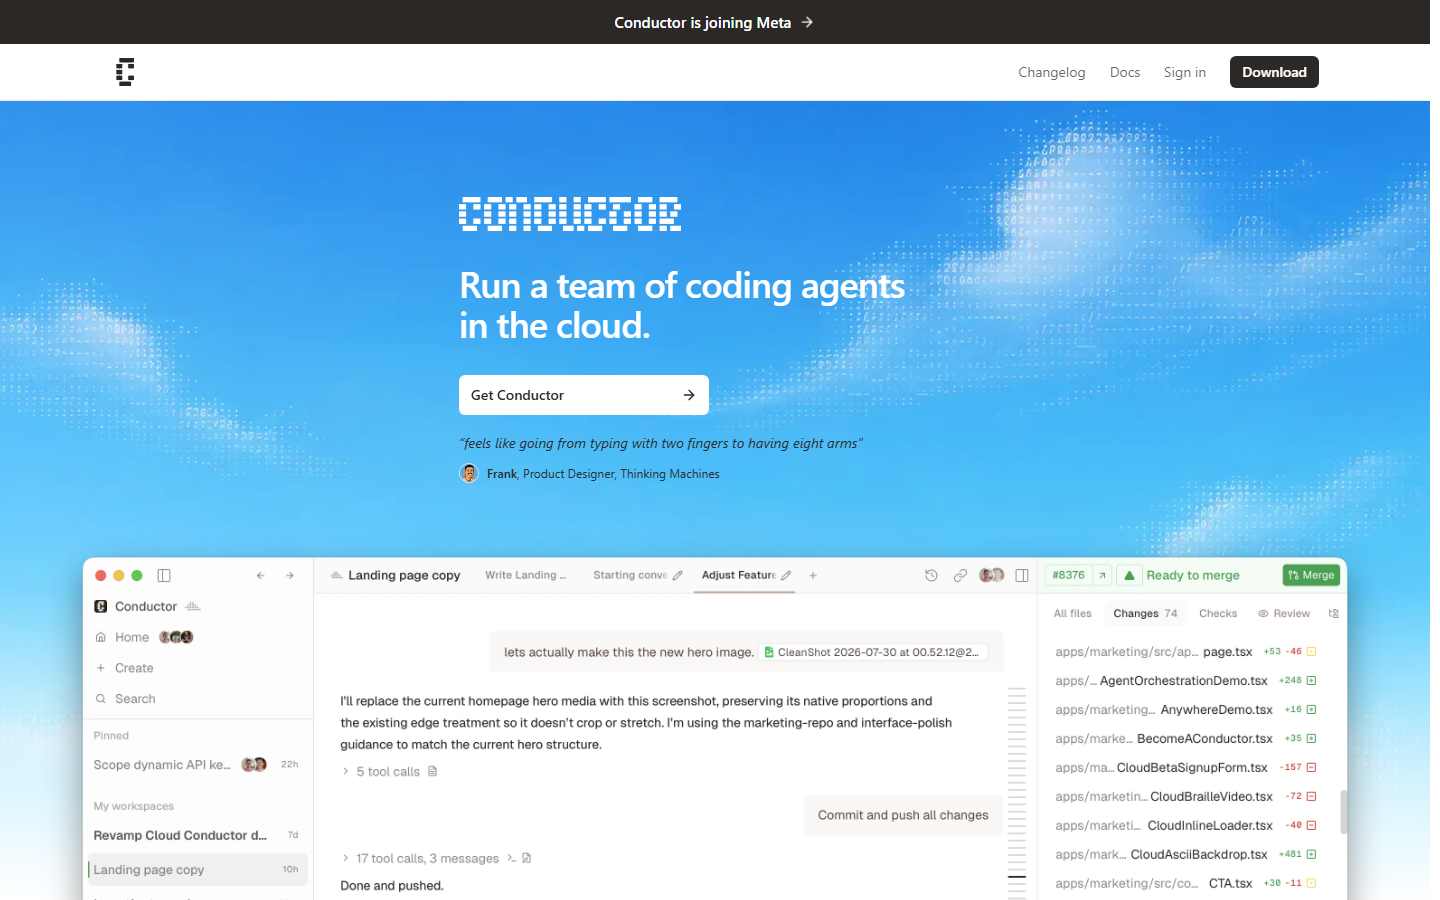 Conductor is joining Meta →
C
Changelog
Docs
Sign in
Download
CONDUCTOR
Run a team of coding agents
in the cloud.
Get Conductor →
“feels like going from typing with two fingers to having eight arms”
Frank, Product Designer, Thinking Machines
Landing page copy
Write Landing ...
Starting conve
Adjust Feature
#8376
Ready to merge
Merge
C Conductor
Home
Create
Search
Pinned
Scope dynamic API ke... 22h
My workspaces
Revamp Cloud Conductor d... 7d
Landing page copy 10h
lets actually make this the new hero image. CleanShot 2026-07-30 at 00.52.12@2...
I’ll replace the current homepage hero media with this screenshot, preserving its native proportions and
the existing edge treatment so it doesn’t crop or stretch. I’m using the marketing-repo and interface-polish
guidance to match the current hero structure.
5 tool calls
Commit and push all changes
17 tool calls, 3 messages
Done and pushed.
All files
Changes 74
Checks
Review
apps/marketing/src/ap... page.tsx +53 -46
apps/... AgentOrchestrationDemo.tsx +248
apps/marketing... AnywhereDemo.tsx +16
apps/marke... BecomeAConductor.tsx +35
apps/ma... CloudBetaSignupForm.tsx -157
apps/marketin... CloudBrailleVideo.tsx -72
apps/marketi... CloudInlineLoader.tsx -40
apps/mark... CloudAsciiBackdrop.tsx +481
apps/marketing/src/co... CTA.tsx +30 -11